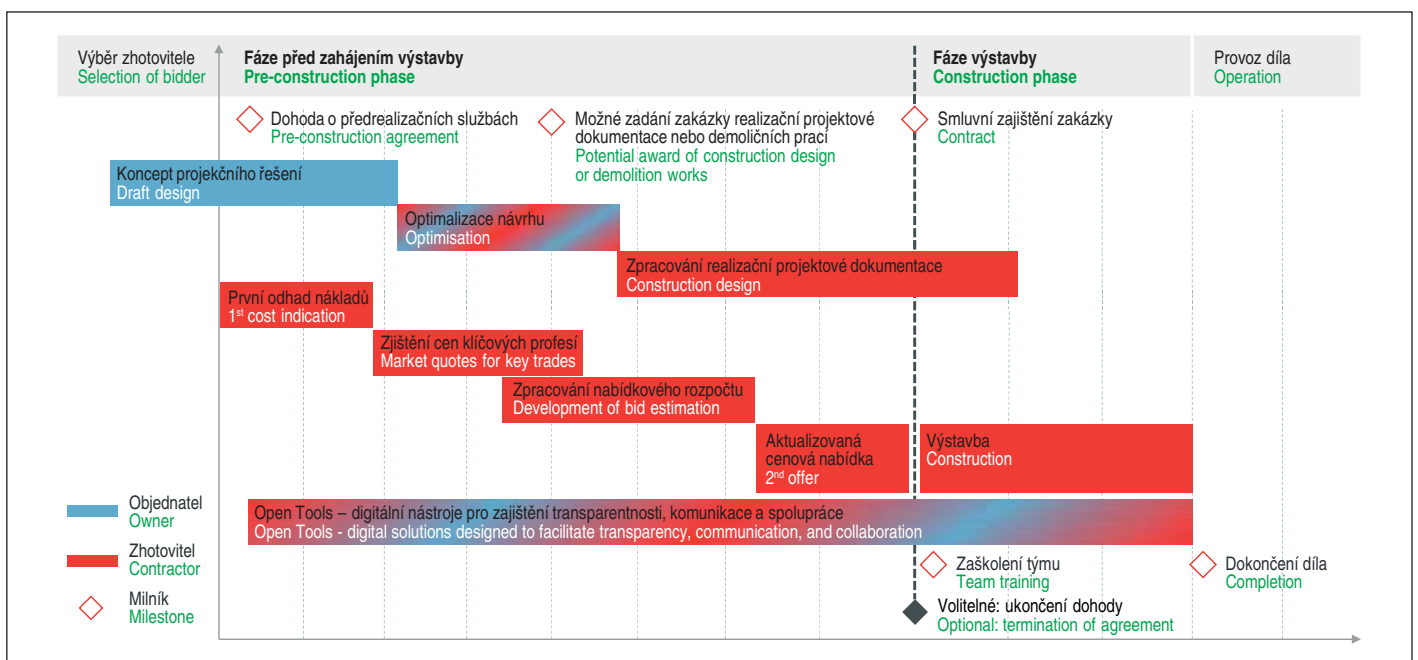 Výběr zhotovitele
Selection of bidder
Fáze před zahájením výstavby
Pre-construction phase
Fáze výstavby
Construction phase
Provoz díla
Operation
Dohoda o předrealizačních službách
Pre-construction agreement
Možné zadání zakázky realizační projektové
dokumentace nebo demoličních prací
Potential award of construction design
or demolition works
Smluvní zajištění zakázky
Contract
Koncept projekčního řešení
Draft design
Optimalizace návrhu
Optimisation
Zpracování realizační projektové dokumentace
Construction design
První odhad nákladů
1st cost indication
Zjištění cen klíčových profesí
Market quotes for key trades
Zpracování nabídkového rozpočtu
Development of bid estimation
Aktualizovaná
cenová nabídka
2nd offer
Výstavba
Construction
Open Tools – digitální nástroje pro zajištění transparentnosti, komunikace a spolupráce
Open Tools - digital solutions designed to facilitate transparency, communication, and collaboration
Objednatel
Owner
Zhotovitel
Contractor
Milník
Milestone
Zaškolení týmu
Team training
Dokončení díla
Completion
Volitelné: ukončení dohody
Optional: termination of agreement